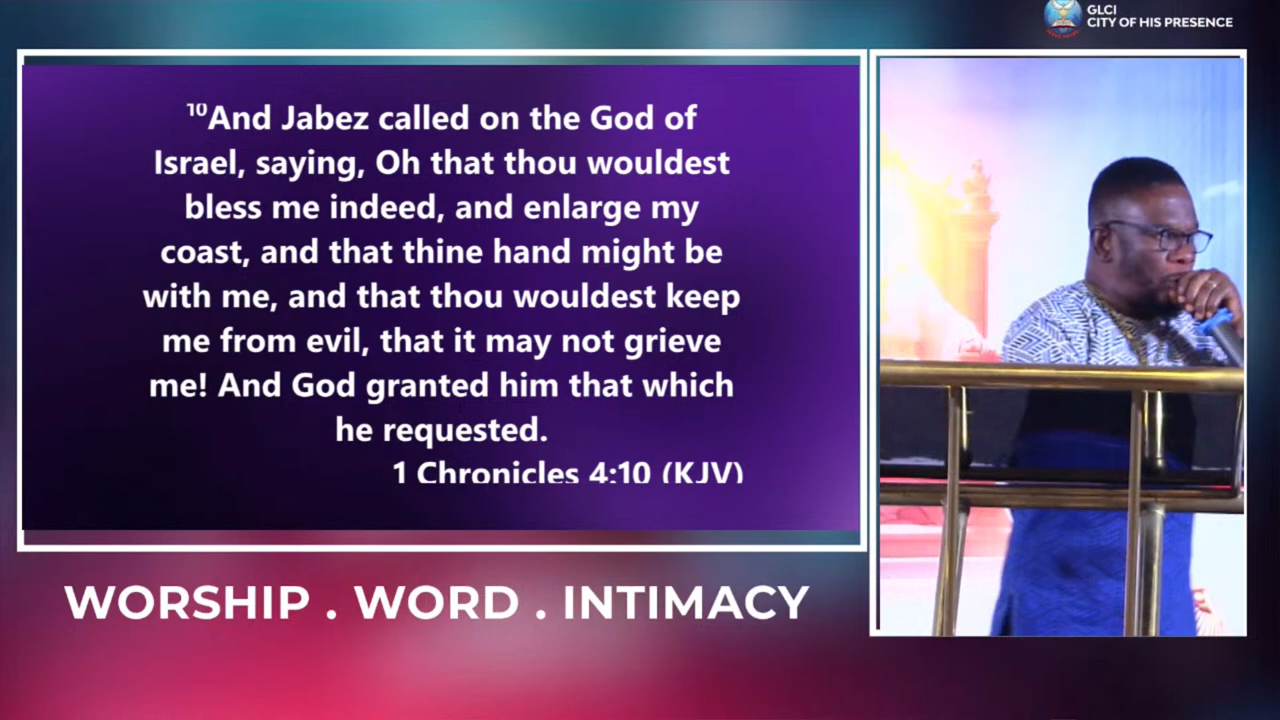 GLCI
CITY OF HIS PRESENCE
¹⁰And Jabez called on the God of
Israel, saying, Oh that thou wouldest
bless me indeed, and enlarge my
coast, and that thine hand might be
with me, and that thou wouldest keep
me from evil, that it may not grieve
me! And God granted him that which
he requested.
1 Chronicles 4:10 (KJV)
WORSHIP . WORD . INTIMACY